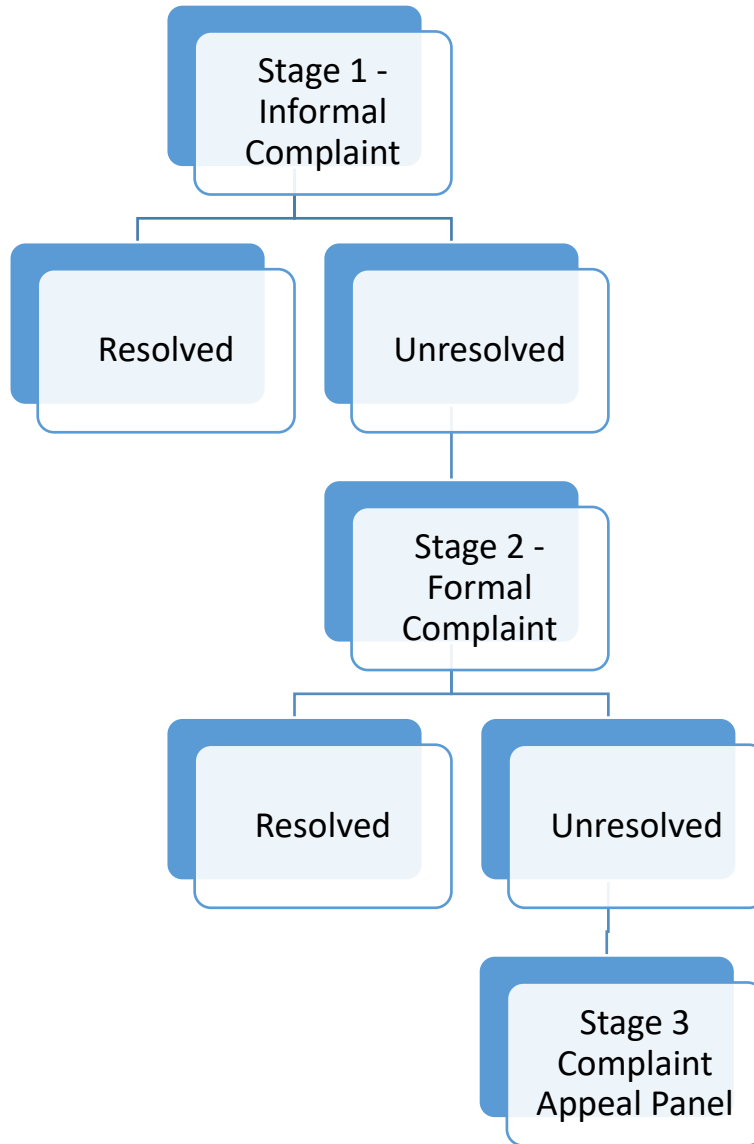 Stage 1 -
Informal
Complaint
Resolved
Unresolved
Stage 2 -
Formal
Complaint
Resolved
Unresolved
Stage 3
Complaint
Appeal Panel